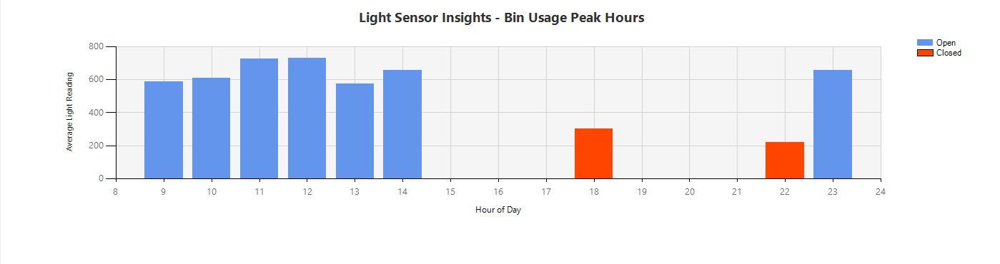 Light Sensor Insights - Bin Usage Peak Hours
Open
Closed
Average Light Reading
800
600
400
200
0
8 9 10 11 12 13 14 15 16 17 18 19 20 21 22 23 24
Hour of Day